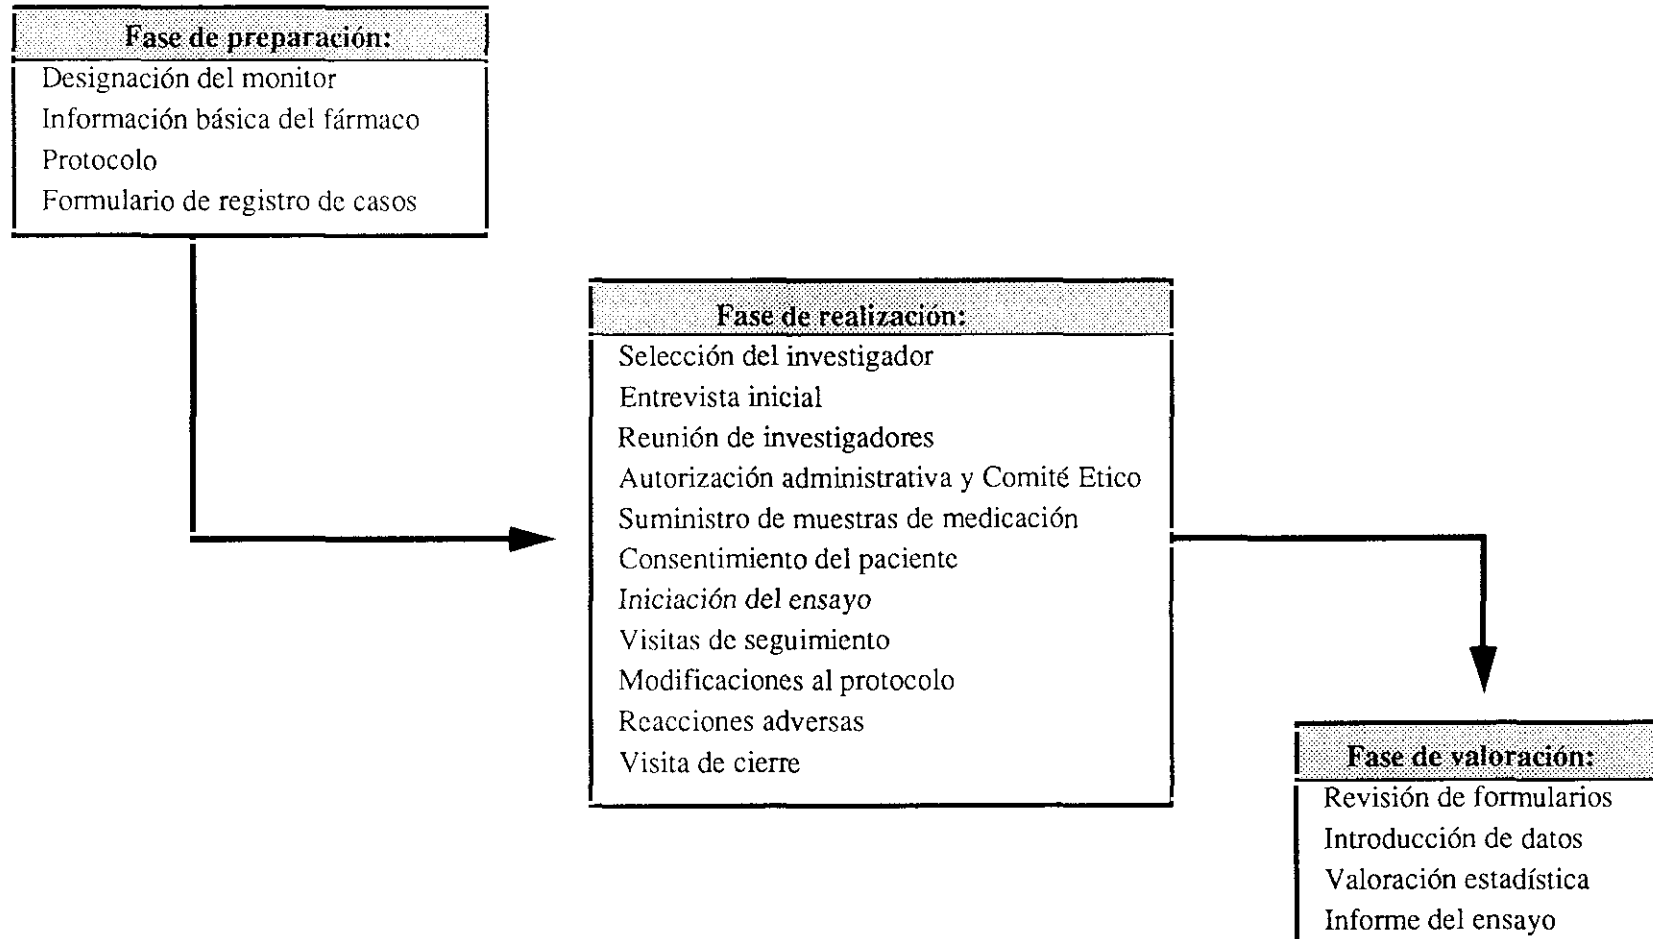 Fase de preparación:
Designación del monitor
Información básica del fármaco
Protocolo
Formulario de registro de casos
Fase de realización:
Selección del investigador
Entrevista inicial
Reunión de investigadores
Autorización administrativa y Comité Etico
Suministro de muestras de medicación
Consentimiento del paciente
Iniciación del ensayo
Visitas de seguimiento
Modificaciones al protocolo
Reacciones adversas
Visita de cierre
Fase de valoración:
Revisión de formularios
Introducción de datos
Valoración estadística
Informe del ensayo